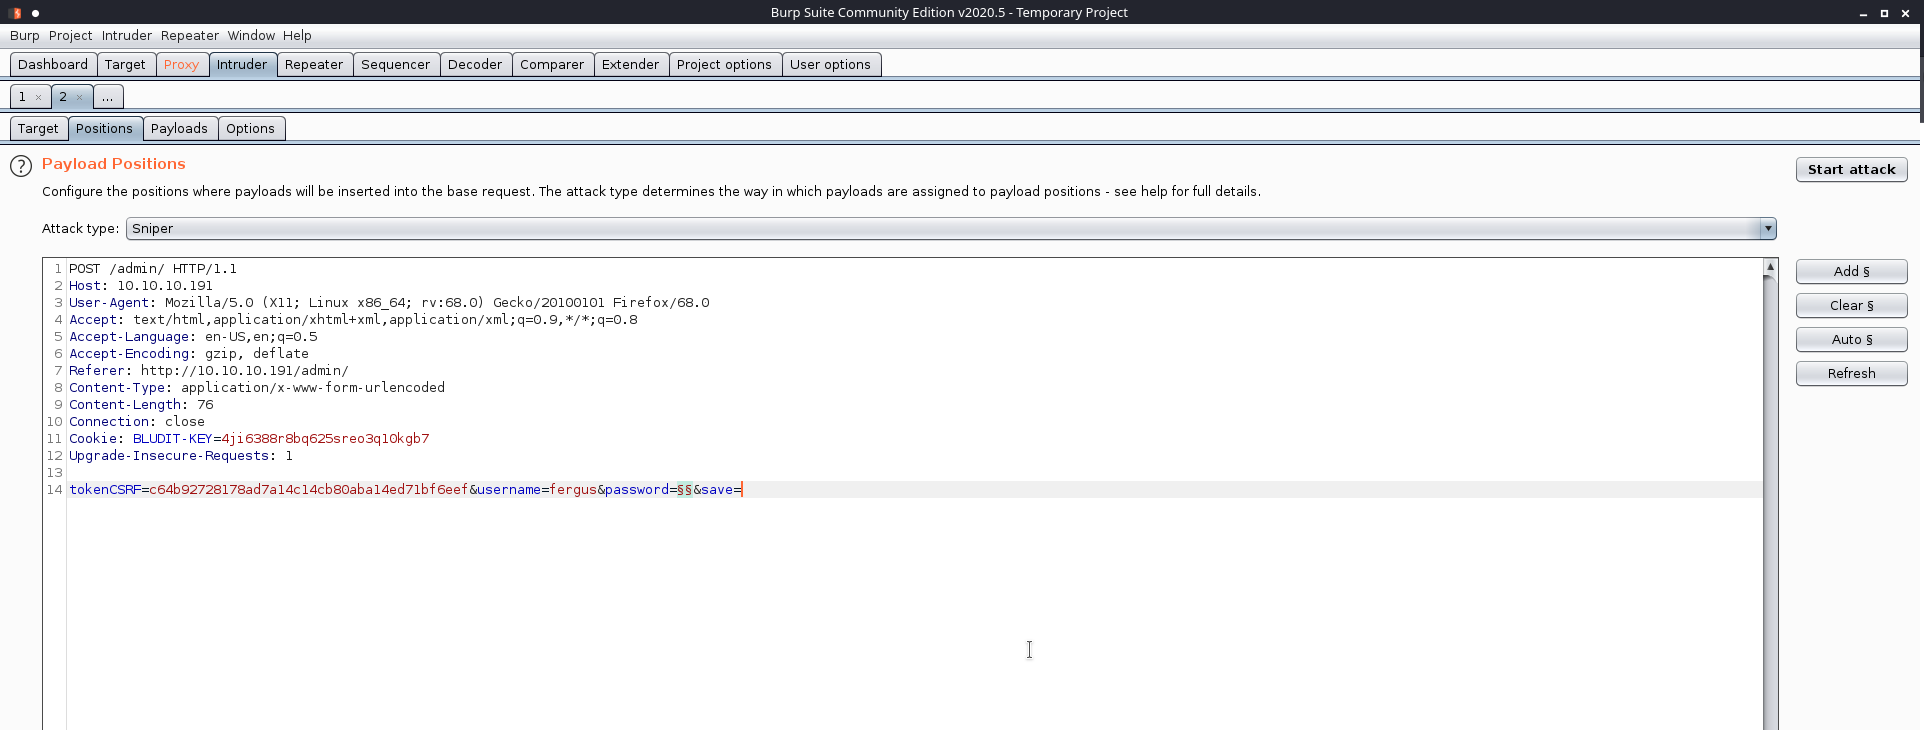 Burp Suite Community Edition v2020.5 - Temporary Project
Burp Project Intruder Repeater Window Help
Dashboard Target Proxy Intruder Repeater Sequencer Decoder Comparer Extender Project options User options
1 × 2 × ...
Target Positions Payloads Options
? Payload Positions
Start attack
Configure the positions where payloads will be inserted into the base request. The attack type determines the way in which payloads are assigned to payload positions - see help for full details.
Attack type: Sniper
1 POST /admin/ HTTP/1.1
2 Host: 10.10.10.191
3 User-Agent: Mozilla/5.0 (X11; Linux x86_64; rv:68.0) Gecko/20100101 Firefox/68.0
4 Accept: text/html,application/xhtml+xml,application/xml;q=0.9,*/*;q=0.8
5 Accept-Language: en-US,en;q=0.5
6 Accept-Encoding: gzip, deflate
7 Referer: http://10.10.10.191/admin/
8 Content-Type: application/x-www-form-urlencoded
9 Content-Length: 76
10 Connection: close
11 Cookie: BLUDIT-KEY=4ji6388r8bq625sreo3q10kgb7
12 Upgrade-Insecure-Requests: 1
13
14 tokenCSRF=c64b92728178ad7a14c14cb80aba14ed71bf6eef&username=fergus&password=§§&save=
Add §
Clear §
Auto §
Refresh